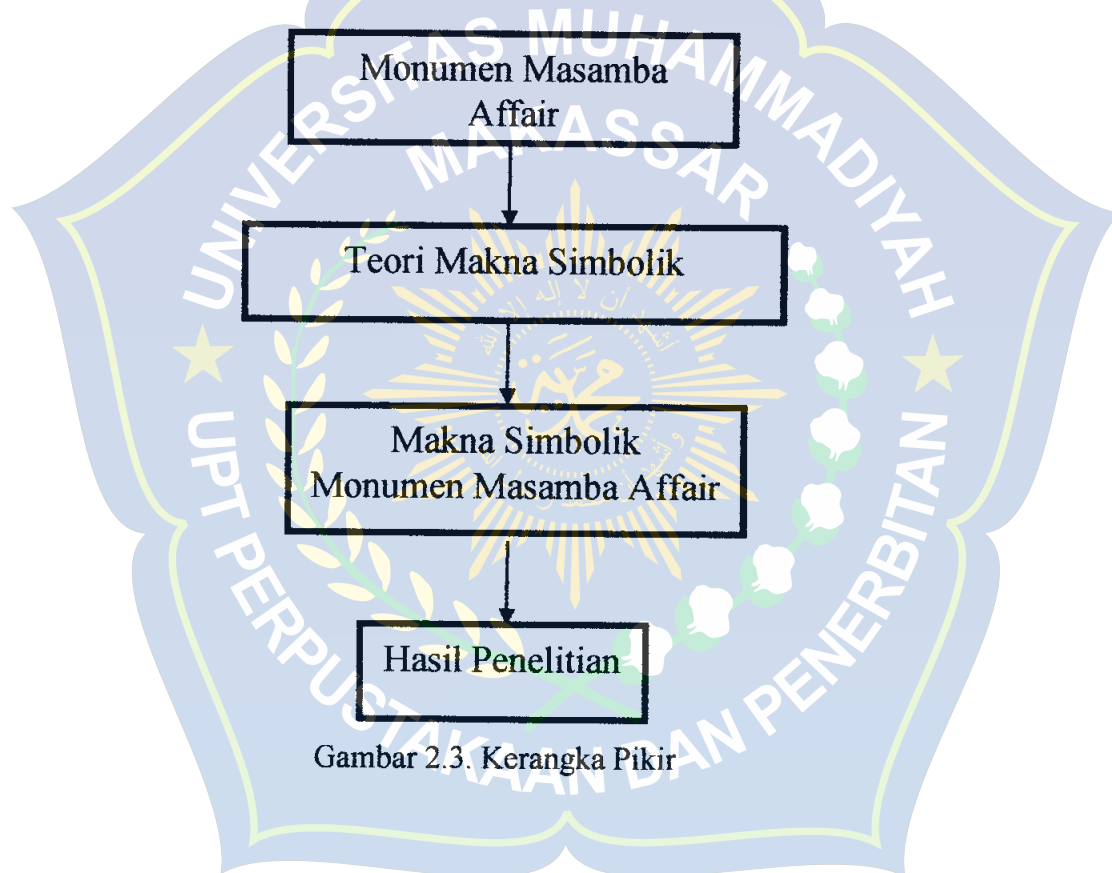 UNIVERSITAS MUHAMMADIYAH
MAKASSAR
Monumen Masamba
Affair
Teori Makna Simbolik
Makna Simbolik
Monumen Masamba Affair
Hasil Penelitian
Gambar 2.3. Kerangka Pikir
UPT PERPUSTAKAAN DAN PENERBITAN